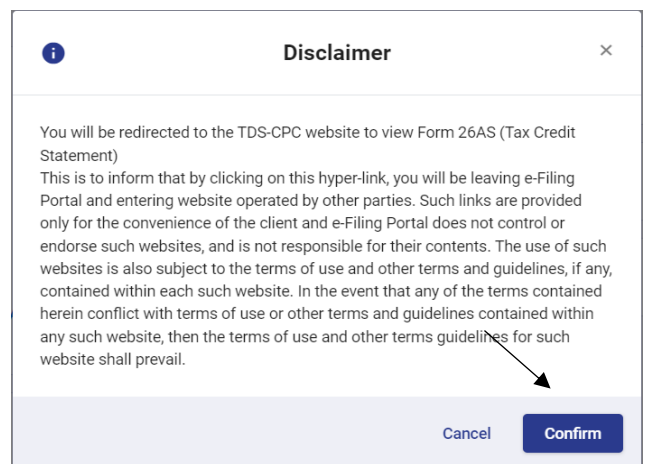 Disclaimer
You will be redirected to the TDS-CPC website to view Form 26AS (Tax Credit
Statement)
This is to inform that by clicking on this hyper-link, you will be leaving e-Filing
Portal and entering website operated by other parties. Such links are provided
only for the convenience of the client and e-Filing Portal does not control or
endorse such websites, and is not responsible for their contents. The use of such
websites is also subject to the terms of use and other terms and guidelines, if any,
contained within each such website. In the event that any of the terms contained
herein conflict with terms of use or other terms and guidelines contained within
any such website, then the terms of use and other terms guidelines for such
website shall prevail.
Cancel Confirm